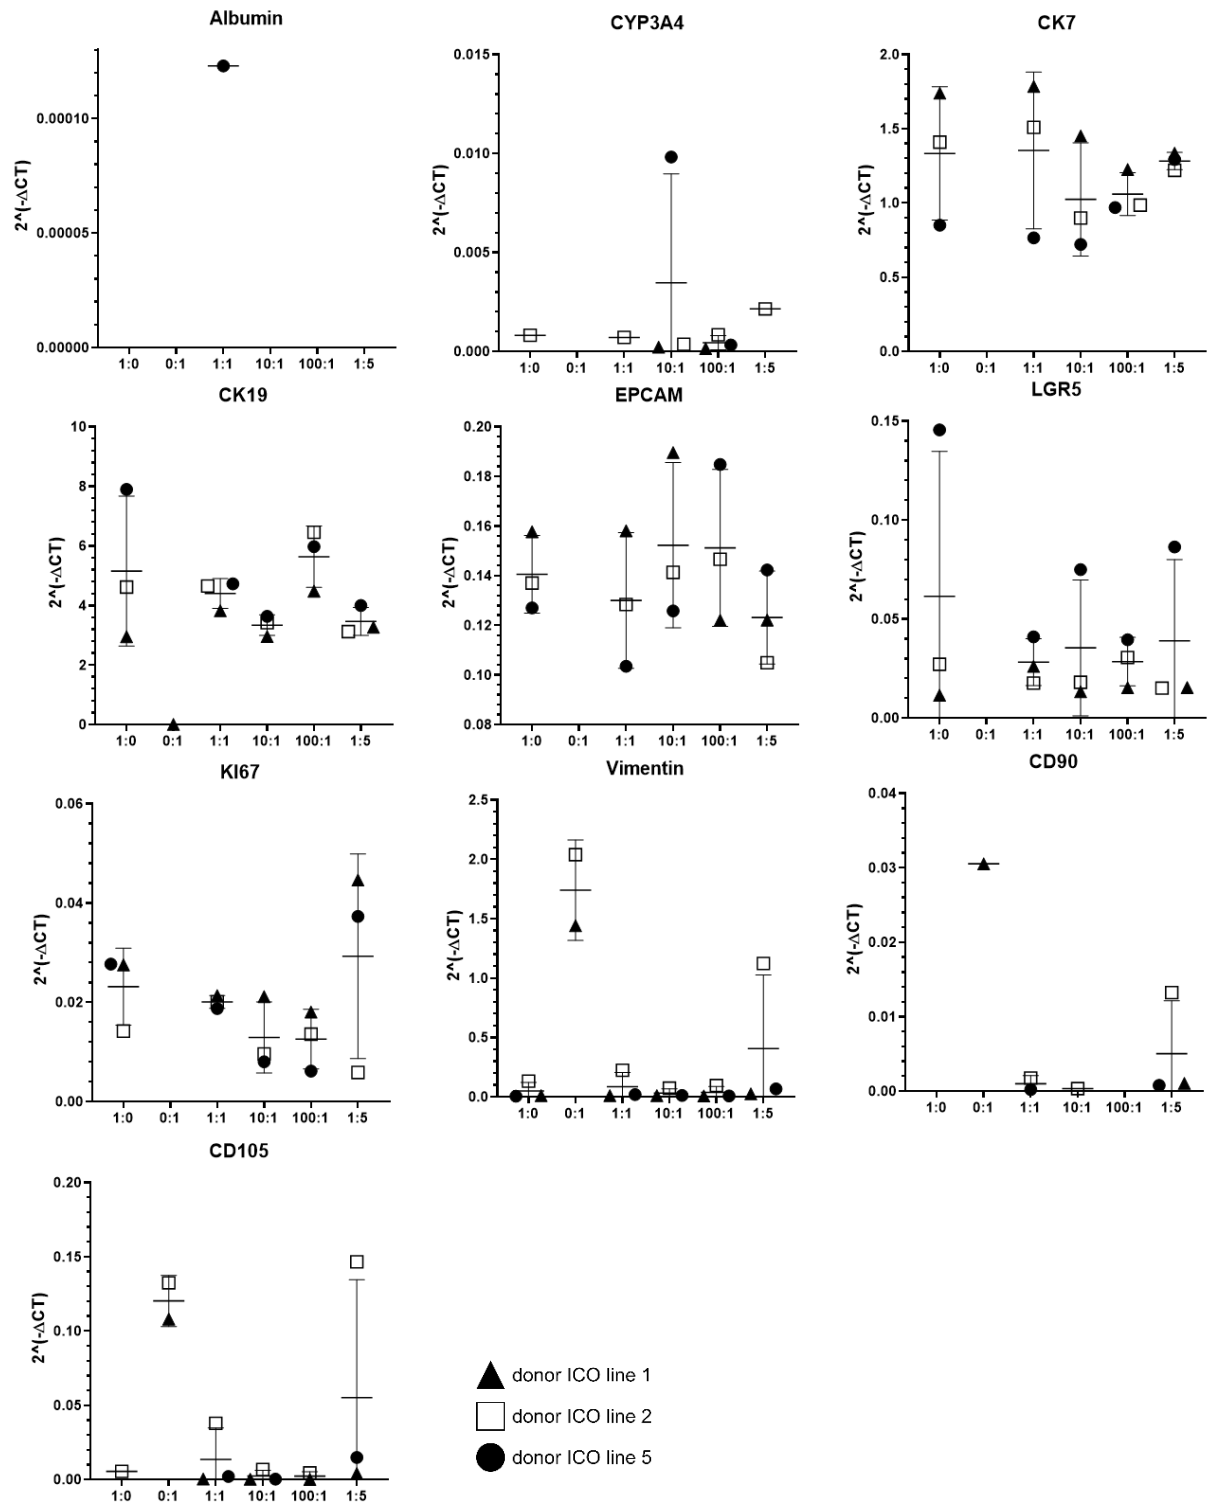 Albumin
2^(-ΔCT)
0.00010
0.00005
0.00000
1:0 0:1 1:1 10:1 100:1 1:5
CYP3A4
2^(-ΔCT)
0.015
0.010
0.005
0.000
1:0 0:1 1:1 10:1 100:1 1:5
CK7
2^(-ΔCT)
2.0
1.5
1.0
0.5
0.0
1:0 0:1 1:1 10:1 100:1 1:5
CK19
2^(-ΔCT)
10
8
6
4
2
0
1:0 0:1 1:1 10:1 100:1 1:5
EPCAM
2^(-ΔCT)
0.20
0.18
0.16
0.14
0.12
0.10
0.08
1:0 0:1 1:1 10:1 100:1 1:5
LGR5
2^(-ΔCT)
0.15
0.10
0.05
0.00
1:0 0:1 1:1 10:1 100:1 1:5
KI67
2^(-ΔCT)
0.06
0.04
0.02
0.00
1:0 0:1 1:1 10:1 100:1 1:5
Vimentin
2^(-ΔCT)
2.5
2.0
1.5
1.0
0.5
0.0
1:0 0:1 1:1 10:1 100:1 1:5
CD90
2^(-ΔCT)
0.04
0.03
0.02
0.01
0.00
1:0 0:1 1:1 10:1 100:1 1:5
CD105
2^(-ΔCT)
0.20
0.15
0.10
0.05
0.00
1:0 0:1 1:1 10:1 100:1 1:5
donor ICO line 1
donor ICO line 2
donor ICO line 5